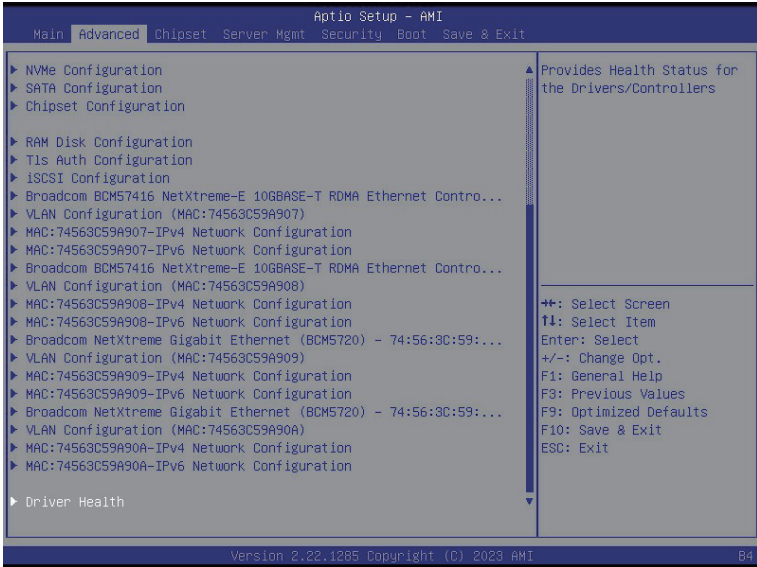 Aptio Setup – AMI
Main Advanced Chipset Server Mgmt Security Boot Save & Exit
NVMe Configuration
SATA Configuration
Chipset Configuration
RAM Disk Configuration
Tls Auth Configuration
iSCSI Configuration
Broadcom BCM57416 NetXtreme-E 10GBASE-T RDMA Ethernet Contro...
VLAN Configuration (MAC:74563C59A907)
MAC:74563C59A907-IPv4 Network Configuration
MAC:74563C59A907-IPv6 Network Configuration
Broadcom BCM57416 NetXtreme-E 10GBASE-T RDMA Ethernet Contro...
VLAN Configuration (MAC:74563C59A908)
MAC:74563C59A908-IPv4 Network Configuration
MAC:74563C59A908-IPv6 Network Configuration
Broadcom NetXtreme Gigabit Ethernet (BCM5720) – 74:56:3C:59:...
VLAN Configuration (MAC:74563C59A909)
MAC:74563C59A909-IPv4 Network Configuration
MAC:74563C59A909-IPv6 Network Configuration
Broadcom NetXtreme Gigabit Ethernet (BCM5720) – 74:56:3C:59:...
VLAN Configuration (MAC:74563C59A90A)
MAC:74563C59A90A-IPv4 Network Configuration
MAC:74563C59A90A-IPv6 Network Configuration
Driver Health
Provides Health Status for
the Drivers/Controllers
→←: Select Screen
↑↓: Select Item
Enter: Select
+/-: Change Opt.
F1: General Help
F3: Previous Values
F9: Optimized Defaults
F10: Save & Exit
ESC: Exit
Version 2.22.1285 Copyright (C) 2023 AMI
B4